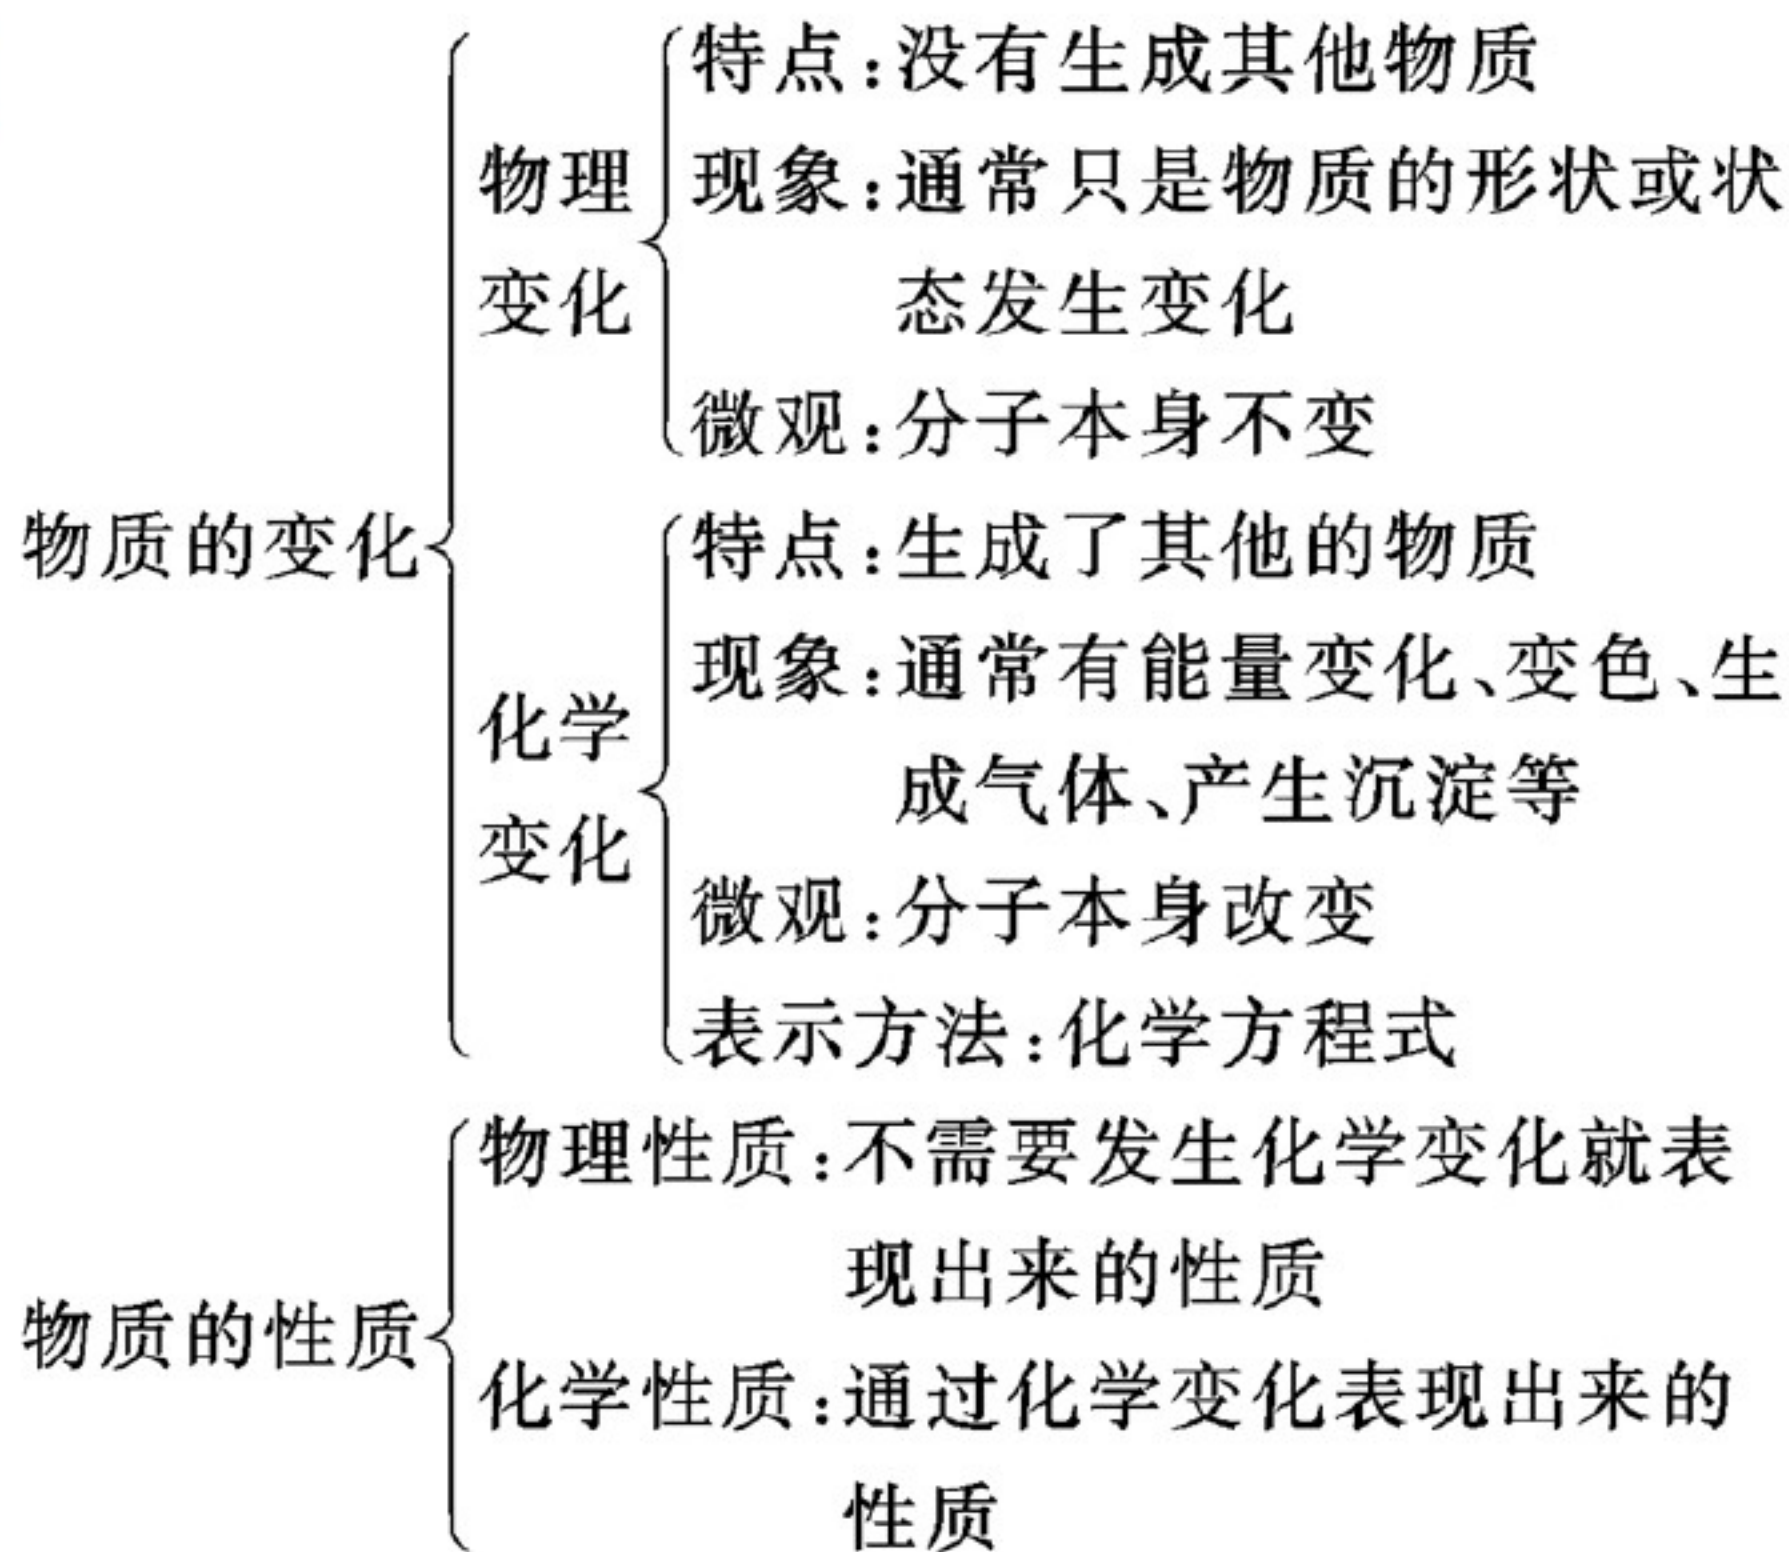 特点:没有生成其他物质
物理 现象:通常只是物质的形状或状
变化 态发生变化
微观:分子本身不变
物质的变化 特点:生成了其他的物质
现象:通常有能量变化、变色、生
化学
成气体、产生沉淀等
变化
微观:分子本身改变
表示方法:化学方程式
物理性质:不需要发生化学变化就表
现出来的性质
物质的性质
化学性质:通过化学变化表现出来的
性质